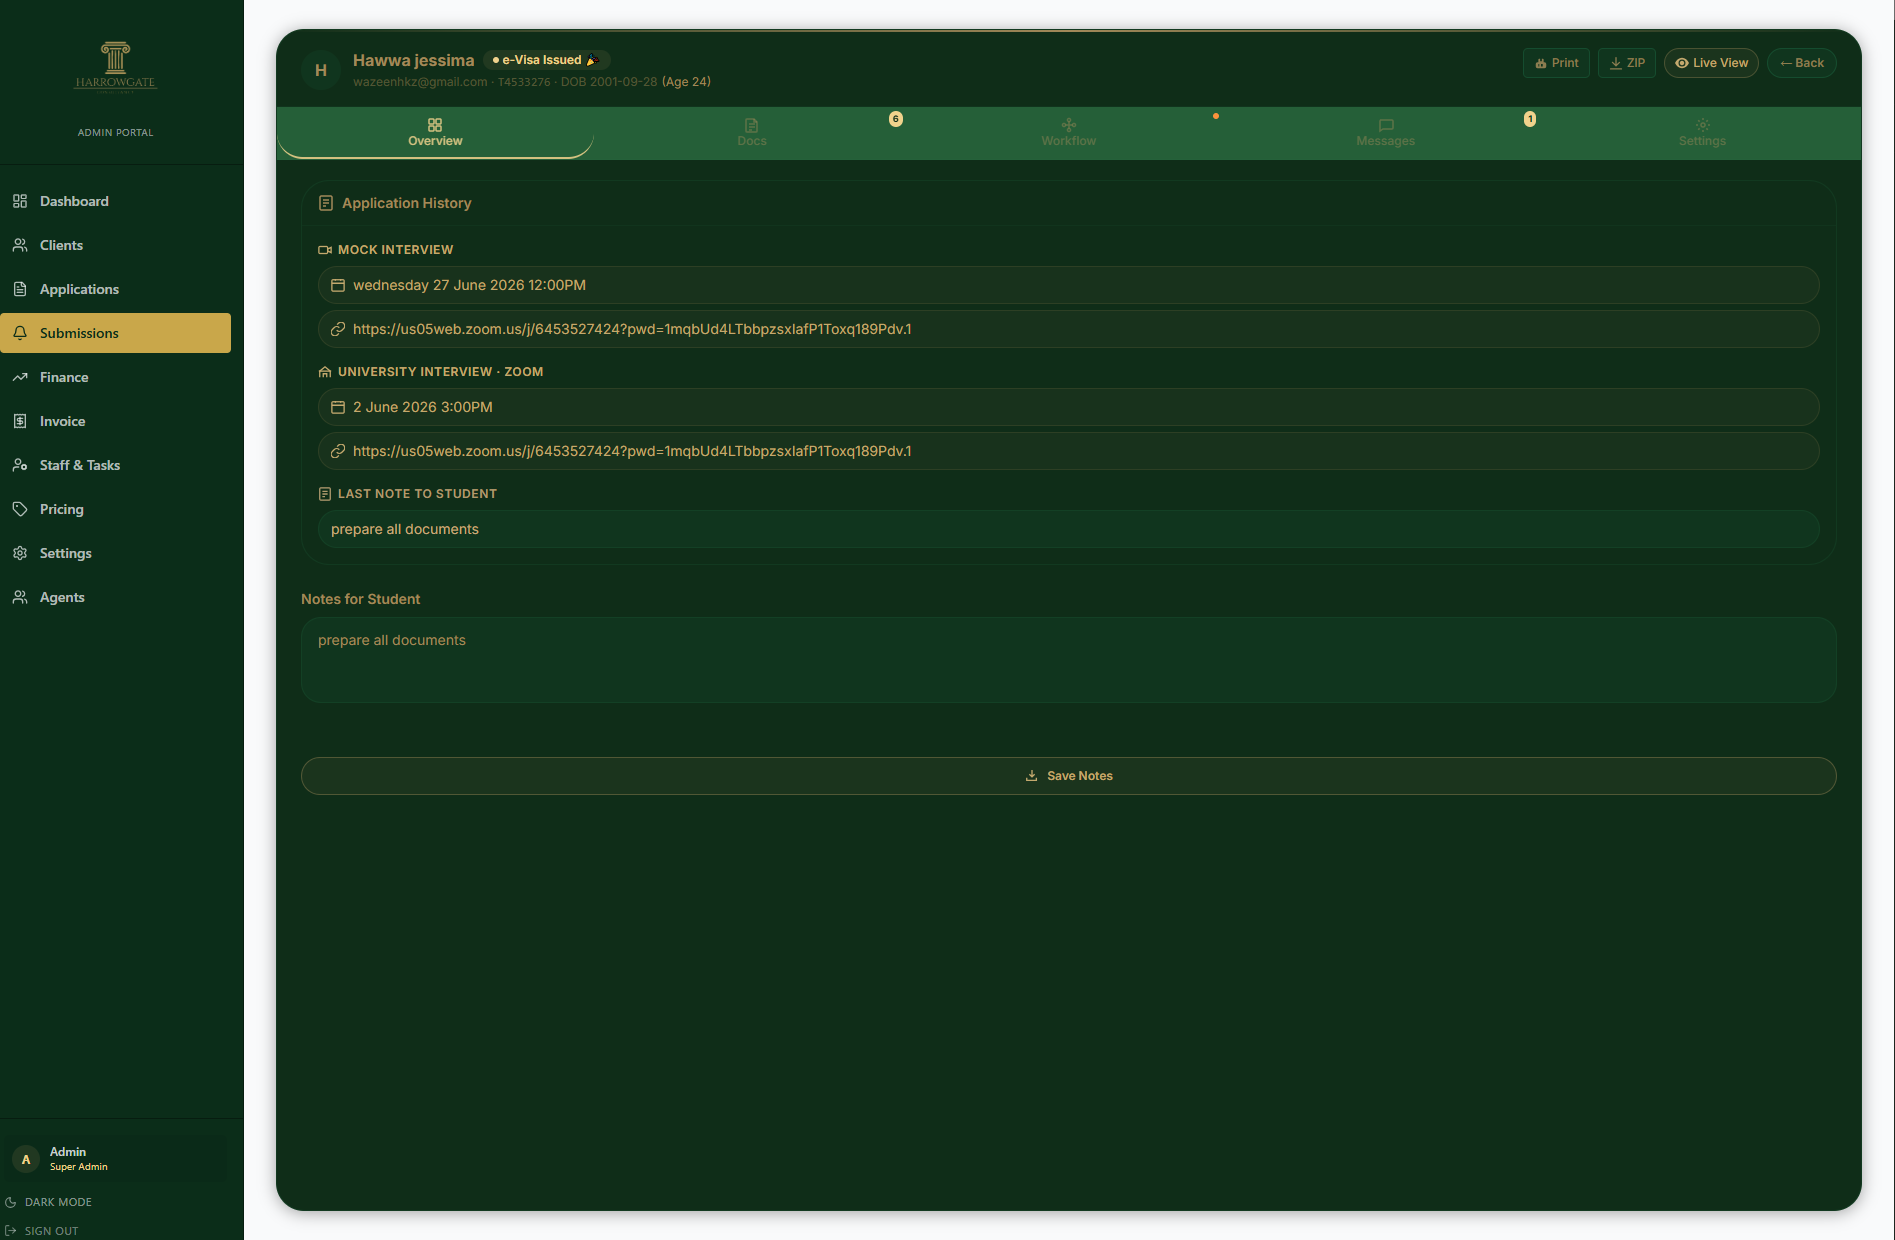 HARROWGATE
ADMIN PORTAL
Dashboard
Clients
Applications
Submissions
Finance
Invoice
Staff & Tasks
Pricing
Settings
Agents
A
Admin
Super Admin
DARK MODE
SIGN OUT
H
Hawwa jessima
e-Visa Issued
wazeenhkz@gmail.com · T4533276 · DOB 2001-09-28 (Age 24)
Print
ZIP
Live View
← Back
Overview
Docs
6
Workflow
Messages
1
Settings
Application History
MOCK INTERVIEW
wednesday 27 June 2026 12:00PM
https://us05web.zoom.us/j/6453527424?pwd=1mqbUd4LTbbpzsxIafP1Toxq189Pdv.1
UNIVERSITY INTERVIEW · ZOOM
2 June 2026 3:00PM
https://us05web.zoom.us/j/6453527424?pwd=1mqbUd4LTbbpzsxIafP1Toxq189Pdv.1
LAST NOTE TO STUDENT
prepare all documents
Notes for Student
prepare all documents
Save Notes